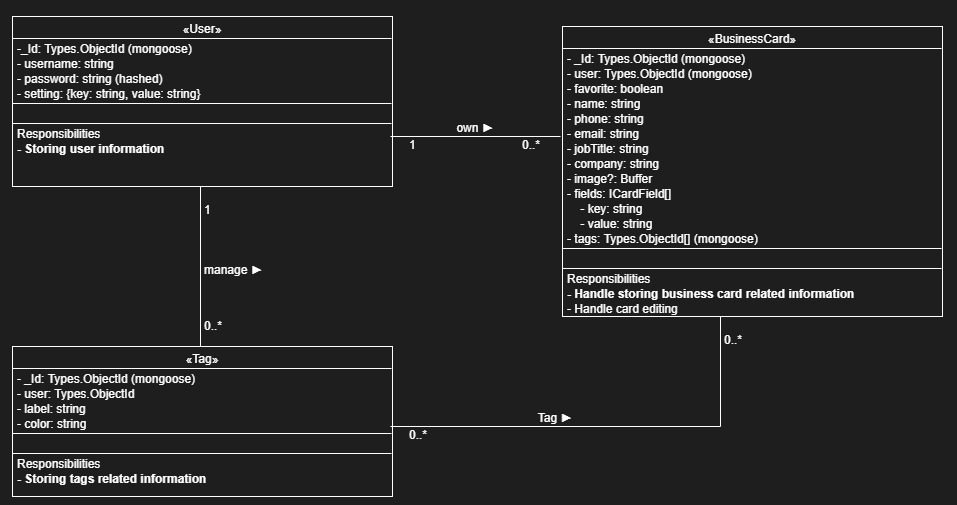 «User»
-_Id: Types.ObjectId (mongoose)
- username: string
- password: string (hashed)
- setting: {key: string, value: string}
Responsibilities
- Storing user information
own ►
1
0..*
«BusinessCard»
- _Id: Types.ObjectId (mongoose)
- user: Types.ObjectId (mongoose)
- favorite: boolean
- name: string
- phone: string
- email: string
- jobTitle: string
- company: string
- image?: Buffer
- fields: ICardField[]
- key: string
- value: string
- tags: Types.ObjectId[] (mongoose)
Responsibilities
- Handle storing business card related information
- Handle card editing
1
manage ►
0..*
«Tag»
- _Id: Types.ObjectId (mongoose)
- user: Types.ObjectId
- label: string
- color: string
Responsibilities
- Storing tags related information
0..*
Tag ►
0..*